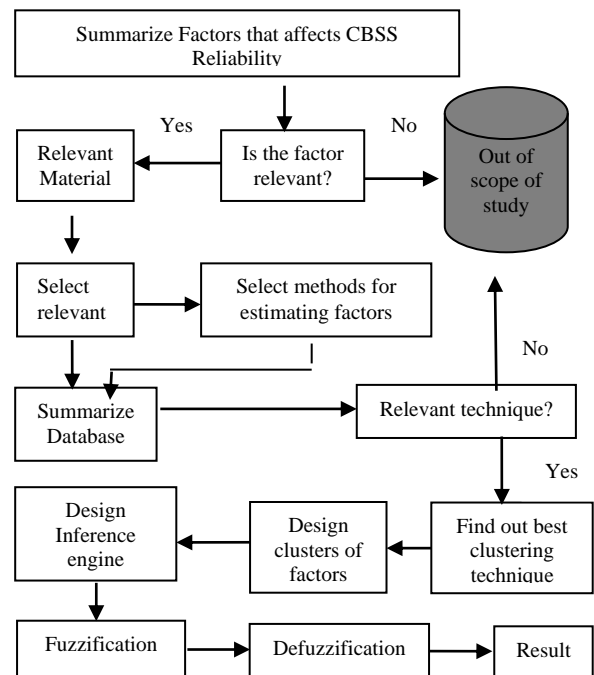 Summarize Factors that affects CBSS
Reliability
Yes
No
Relevant
Material
Is the factor
relevant?
Out of
scope of
study
Select
relevant
Select methods for
estimating factors
No
Summarize
Database
Relevant technique?
Yes
Design
Inference
engine
Design
clusters of
factors
Find out best
clustering
technique
Fuzzification
Defuzzification
Result